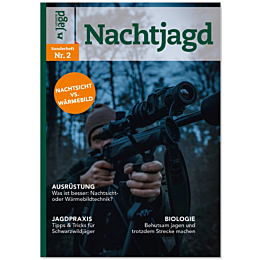 jagd
Sonderheft
Nr. 2
Nachtjagd
NACHTSICHT
VS.
WÄRMEBILD
AUSRÜSTUNG
Was ist besser: Nachtsicht-
oder Wärmebildtechnik?
JAGDPRAXIS
Tipps & Tricks für
Schwarzwildjäger
BIOLOGIE
Behutsam jagen und
trotzdem Strecke machen